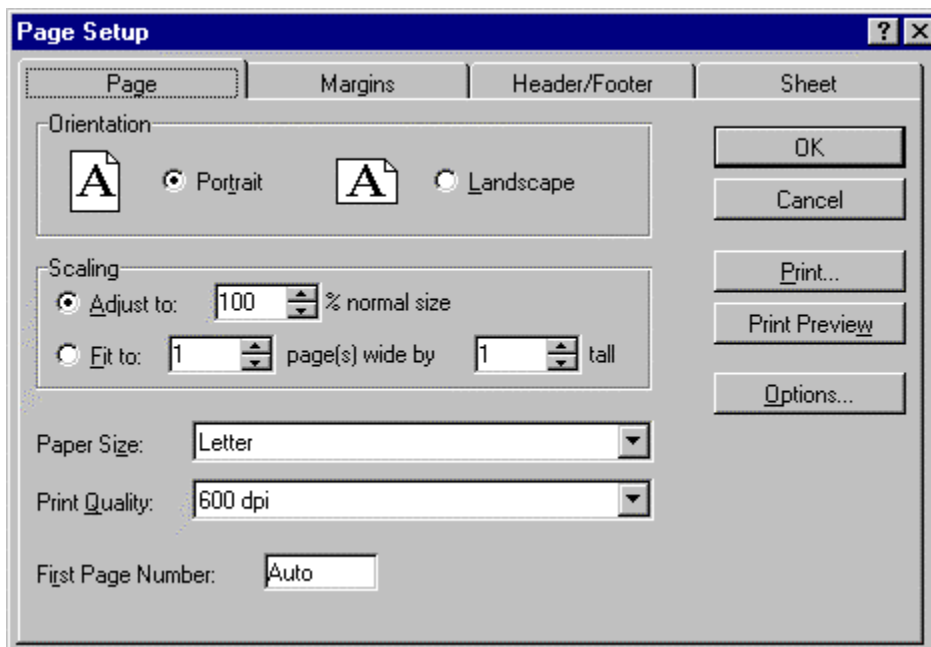 Page Setup
Page Margins Header/Footer Sheet
Orientation
A Portrait A Landscape
OK
Cancel
Scaling
Adjust to: 100 % normal size
Fit to: 1 page(s) wide by 1 tall
Print...
Print Preview
Options...
Paper Size: Letter
Print Quality: 600 dpi
First Page Number: Auto